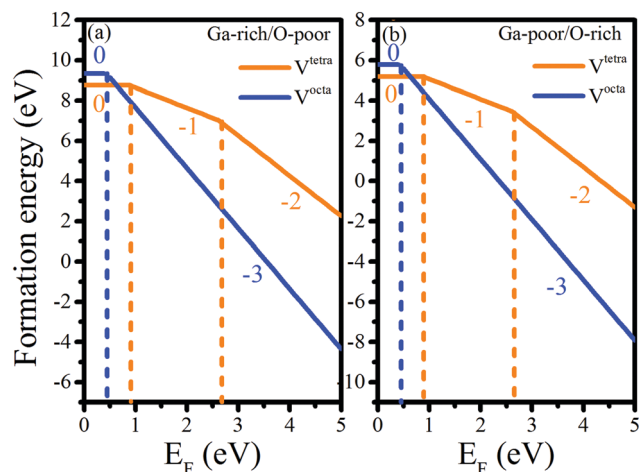 (a) Ga-rich/O-poor
V^tetra
V^octa
0
0
-1
-2
-3
12
10
8
6
4
2
0
-2
-4
-6
0 1 2 3 4 5
E_F (eV)
Formation energy (eV)
(b) Ga-poor/O-rich
V^tetra
V^octa
0
0
-1
-2
-3
8
6
4
2
0
-2
-4
-6
-8
-10
0 1 2 3 4 5
E_F (eV)